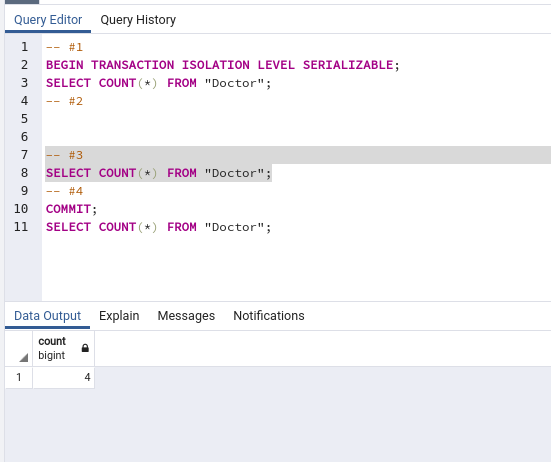 Query Editor Query History
1 -- #1
2 BEGIN TRANSACTION ISOLATION LEVEL SERIALIZABLE;
3 SELECT COUNT(*) FROM "Doctor";
4 -- #2
5
6
7 -- #3
8 SELECT COUNT(*) FROM "Doctor";
9 -- #4
10 COMMIT;
11 SELECT COUNT(*) FROM "Doctor";
Data Output Explain Messages Notifications
count
bigint
1 4